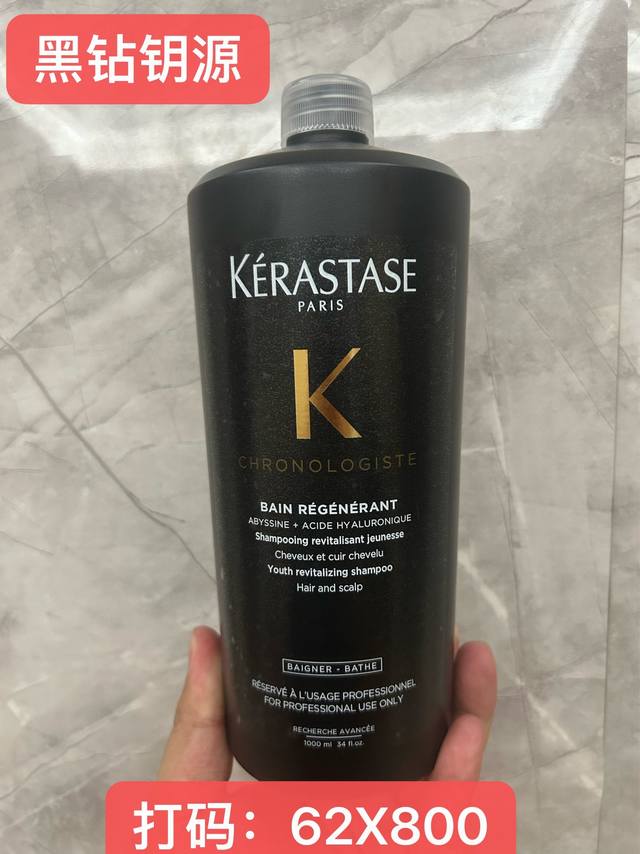 黑钻钥源
KÉRASTASE
PARIS
K
CHRONOLOGISTE
BAIN RÉGÉNÉRANT
ABYSSINE + ACIDE HYALURONIQUE
Shampooing revitalisant jeunesse
Cheveux et cuir chevelu
Youth revitalizing shampoo
Hair and scalp
BAIGNER - BATHE
RÉSERVÉ À L'USAGE PROFESSIONNEL
FOR PROFESSIONAL USE ONLY
RECHERCHE AVANCÉE
1000 ml 34 fl.oz.
打码：62X800